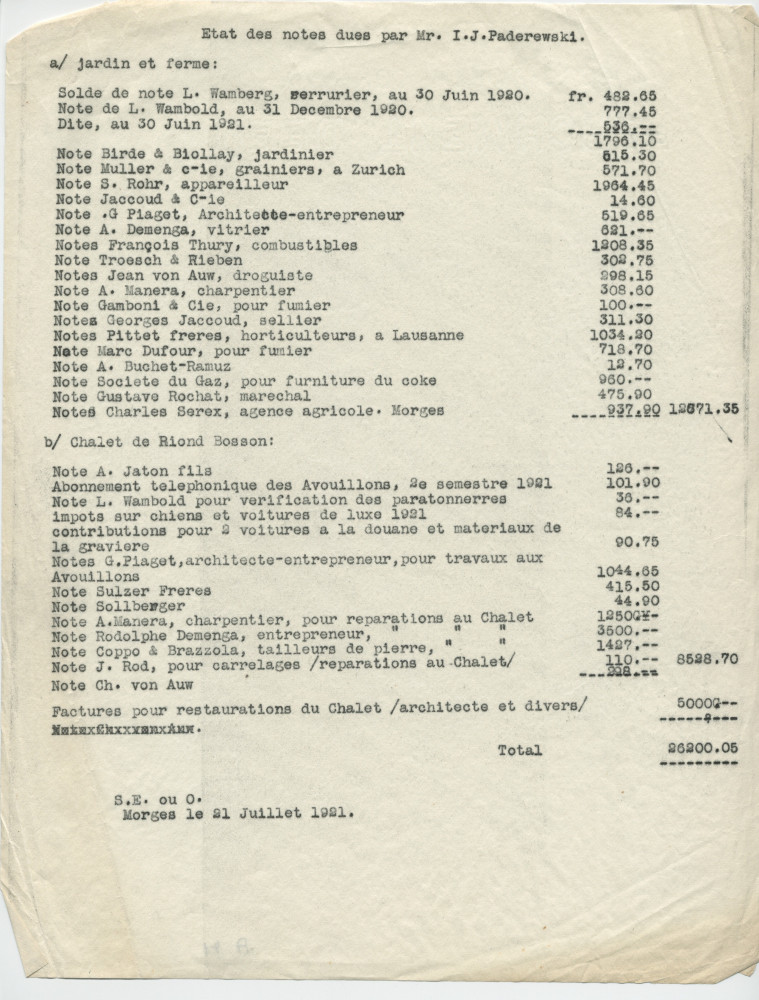 Etat des notes dues par Mr. I.J.Paderewski.
a/ jardin et ferme:
Solde de note L. Wamberg, serrurier, au 30 Juin 1920. fr. 482.65
Note de L. Wambold, au 31 Decembre 1920. 777.45
Dite, au 30 Juin 1921. 536.--
1796.10
Note Birde & Biollay, jardinier 615.30
Note Muller & c-ie, grainiers, a Zurich 571.70
Note S. Rohr, appareilleur 1964.45
Note Jaccoud & C-ie 14.60
Note .G Piaget, Architecte-entrepreneur 519.65
Note A. Demenga, vitrier 621.--
Notes François Thury, combustibles 1208.35
Note Troesch & Rieben 302.75
Notes Jean von Auw, droguiste 298.15
Note A. Manera, charpentier 308.60
Note Gamboni & Cie, pour fumier 100.--
Notes Georges Jaccoud, sellier 311.30
Notes Pittet freres, horticulteurs, a Lausanne 1034.20
Note Marc Dufour, pour fumier 718.70
Note A. Buchet-Ramuz 12.70
Note Societe du Gaz, pour furniture du coke 960.--
Note Gustave Rochat, marechal 475.90
Notes Charles Serex, agence agricole. Morges 937.90 12671.35
b/ Chalet de Riond Bosson:
Note A. Jaton fils 126.--
Abonnement telephonique des Avouillons, 2e semestre 1921 101.90
Note L. Wambold pour verification des paratonnerres 36.--
impots sur chiens et voitures de luxe 1921 84.--
contributions pour 2 voitures a la douane et materiaux de
la graviere 90.75
Notes G.Piaget,architecte-entrepreneur,pour travaux aux
Avouillons 1044.65
Note Sulzer Freres 415.50
Note Sollberger 44.90
Note A.Manera, charpentier, pour reparations au Chalet
Note Rodolphe Demenga, entrepreneur, " " " 3500.--
Note Coppo & Brazzola, tailleurs de pierre, " " 1427.--
Note J. Rod, pour carrelages /reparations au Chalet/ 110.-- 8528.70
Note Ch. von Auw
Factures pour restaurations du Chalet /architecte et divers/
Total 26200.05
S.E. ou O.
Morges le 21 Juillet 1921.